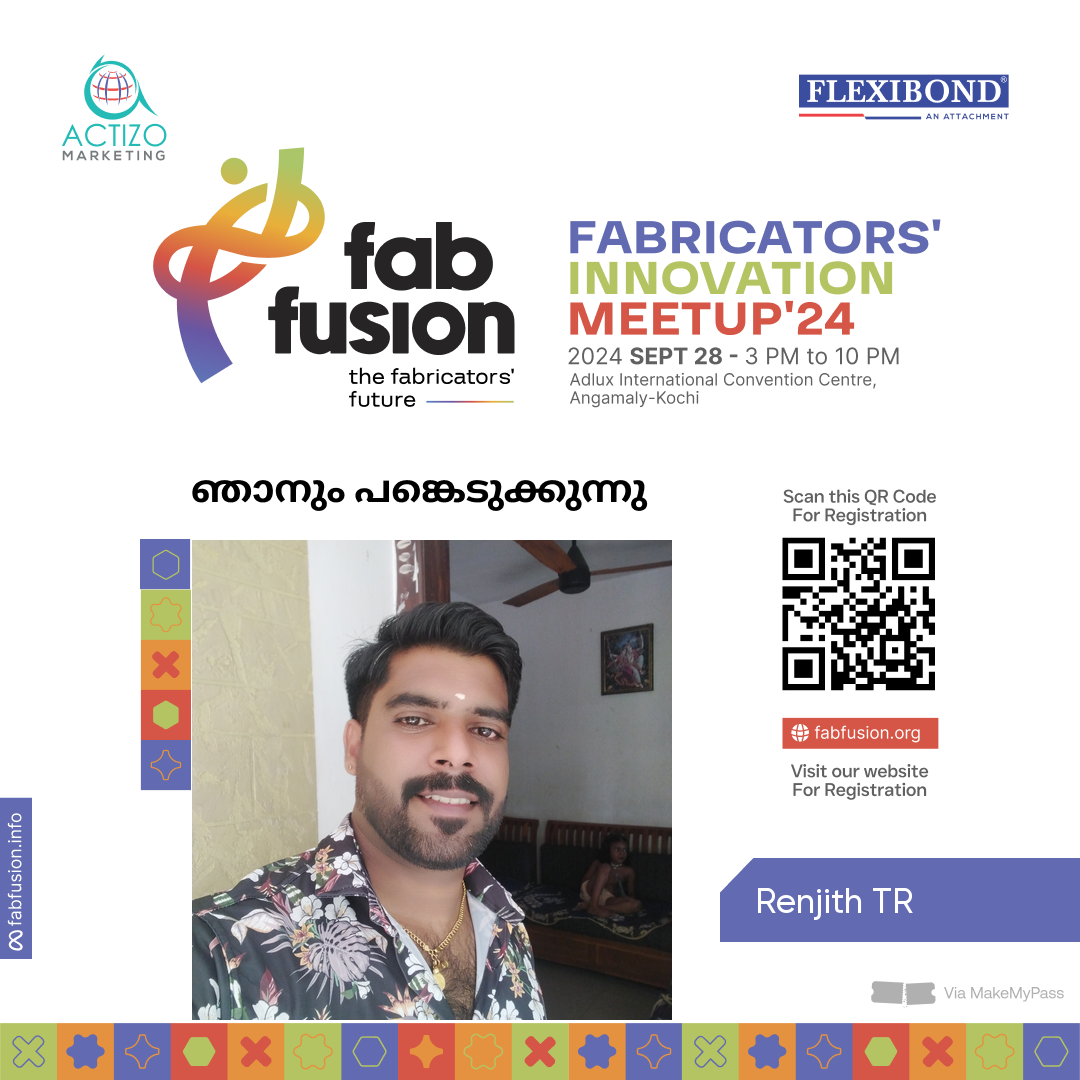 ACTIZO
MARKETING
FLEXIBOND®
AN ATTACHMENT
fab
fusion
the fabricators'
future
FABRICATORS'
INNOVATION
MEETUP'24
2024 SEPT 28 - 3 PM to 10 PM
Adlux International Convention Centre,
Angamaly-Kochi
ഞാനും പങ്കെടുക്കുന്നു
Scan this QR Code
For Registration
fabfusion.org
Visit our website
For Registration
fabfusion.info
Renjith TR
Via MakeMyPass